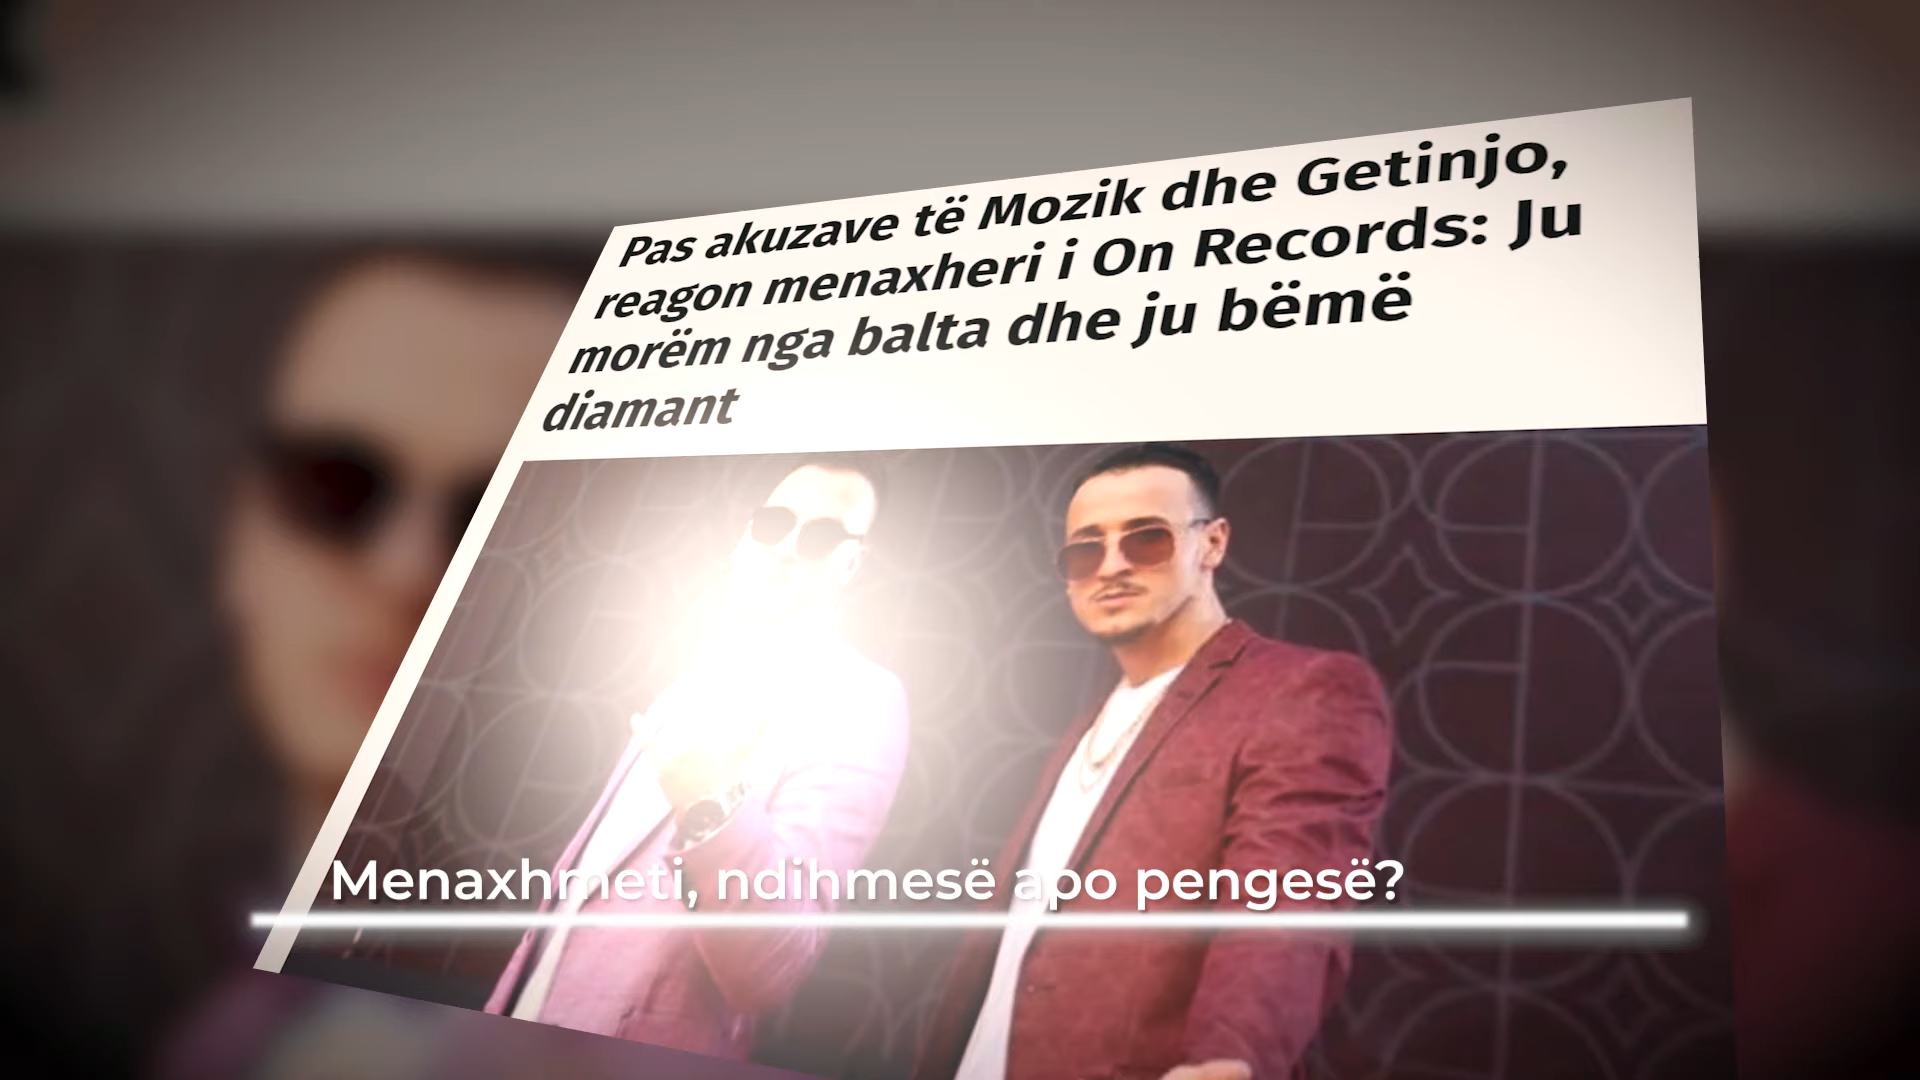 Pas akuzave të Mozik dhe Getinjo,
reagon menaxheri i On Records: Ju
morëm nga balta dhe ju bëmë
diamant
Menaxhmeti, ndihmesë apo pengesë?